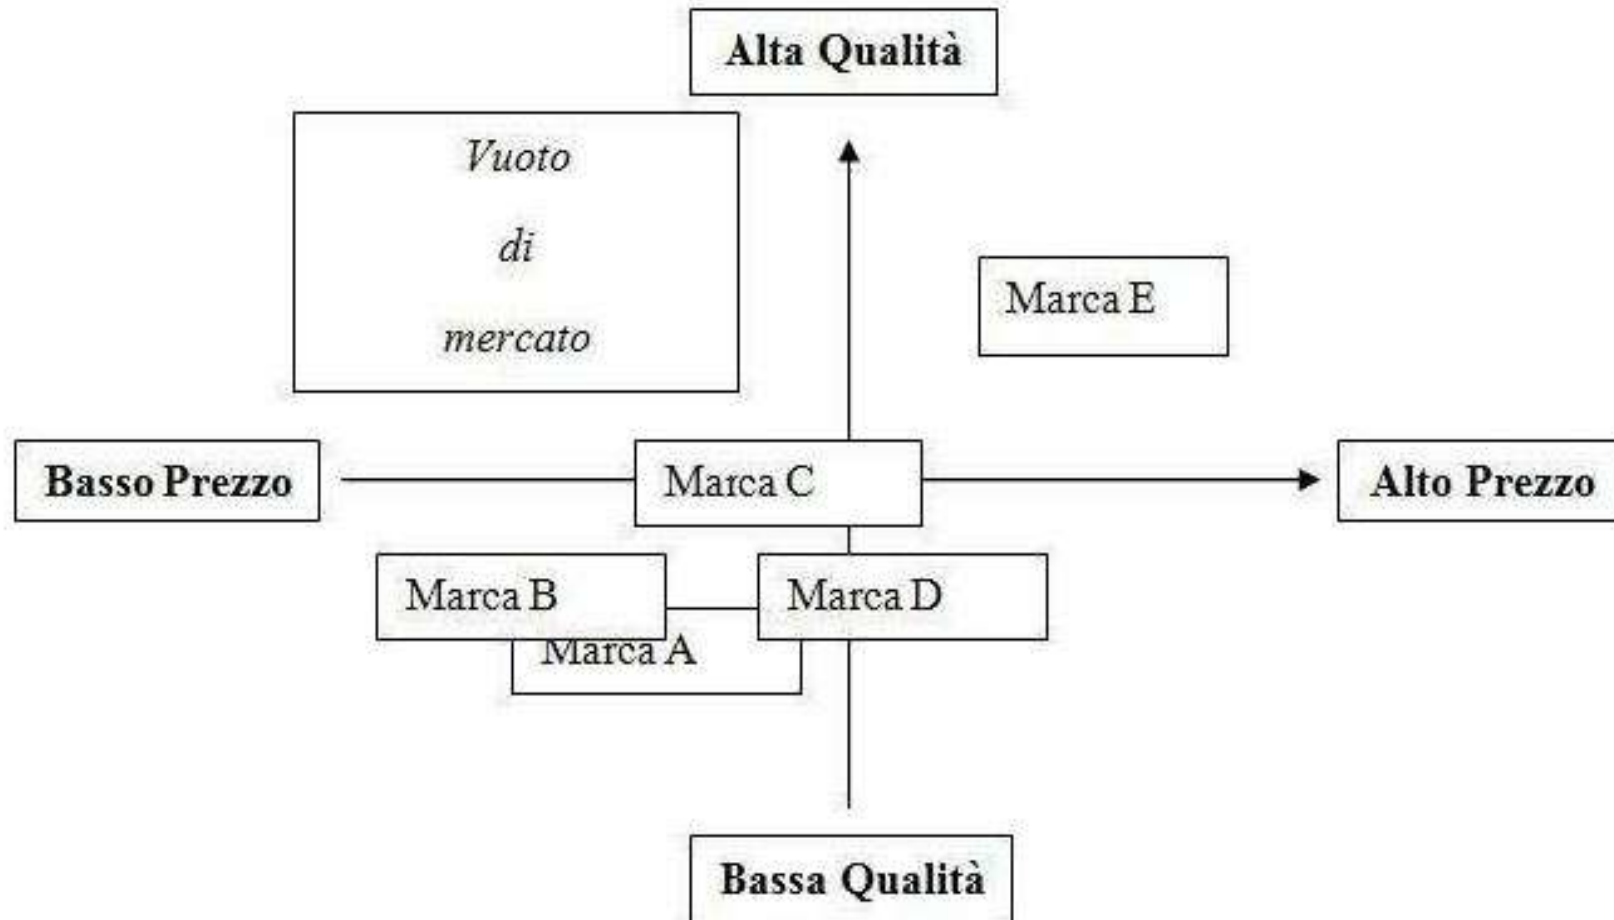 Alta Qualità
Vuoto
di
mercato
Marca E
Basso Prezzo
Marca C
Alto Prezzo
Marca B
Marca D
Marca A
Bassa Qualità